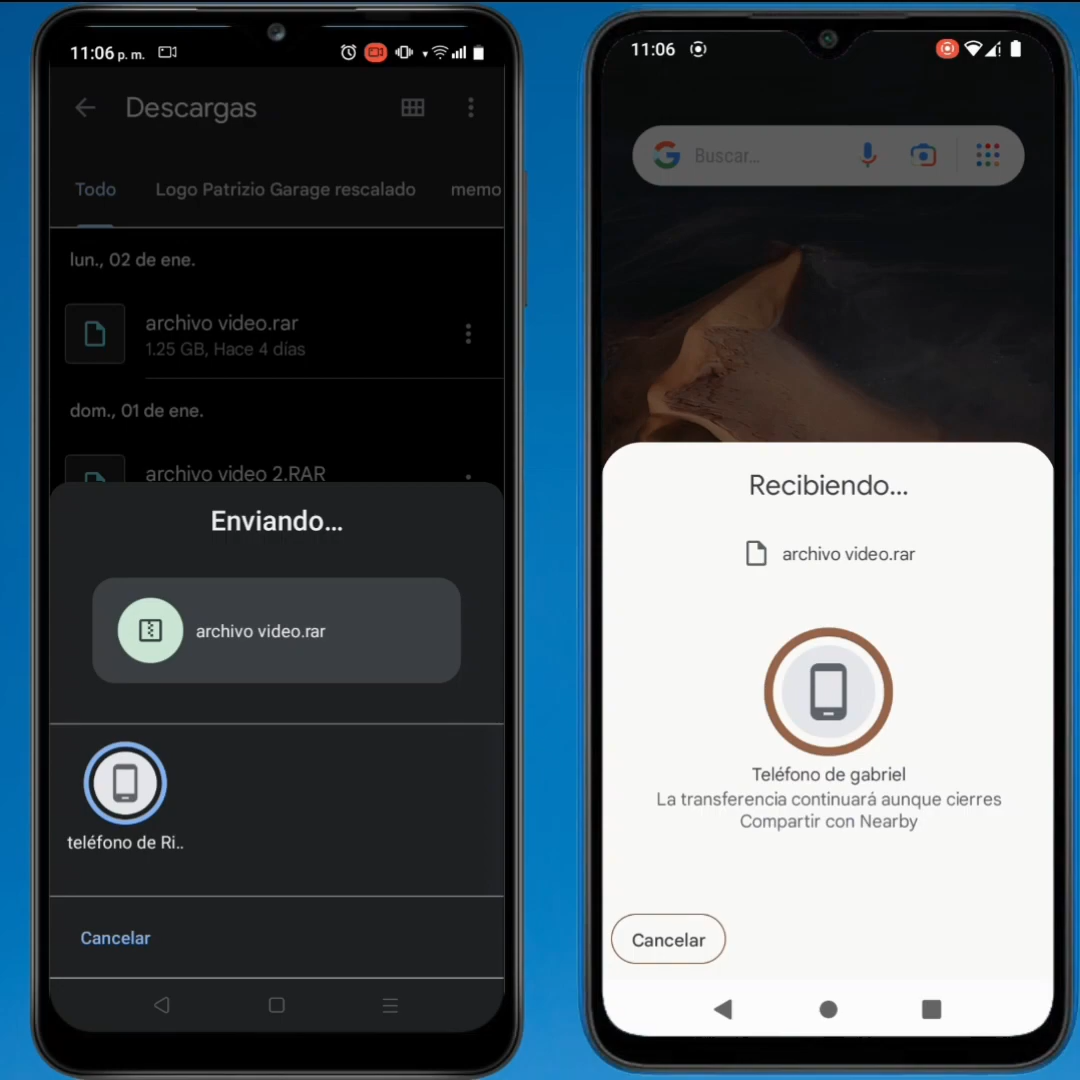 11:06 p. m.
Descargas
Todo Logo Patrizio Garage rescalado memo
lun., 02 de ene.
archivo video.rar
1.25 GB, Hace 4 días
dom., 01 de ene.
archivo video 2.RAR
Enviando...
archivo video.rar
teléfono de Ri..
Cancelar
11:06
Buscar...
Recibiendo...
archivo video.rar
Teléfono de gabriel
La transferencia continuará aunque cierres
Compartir con Nearby
Cancelar